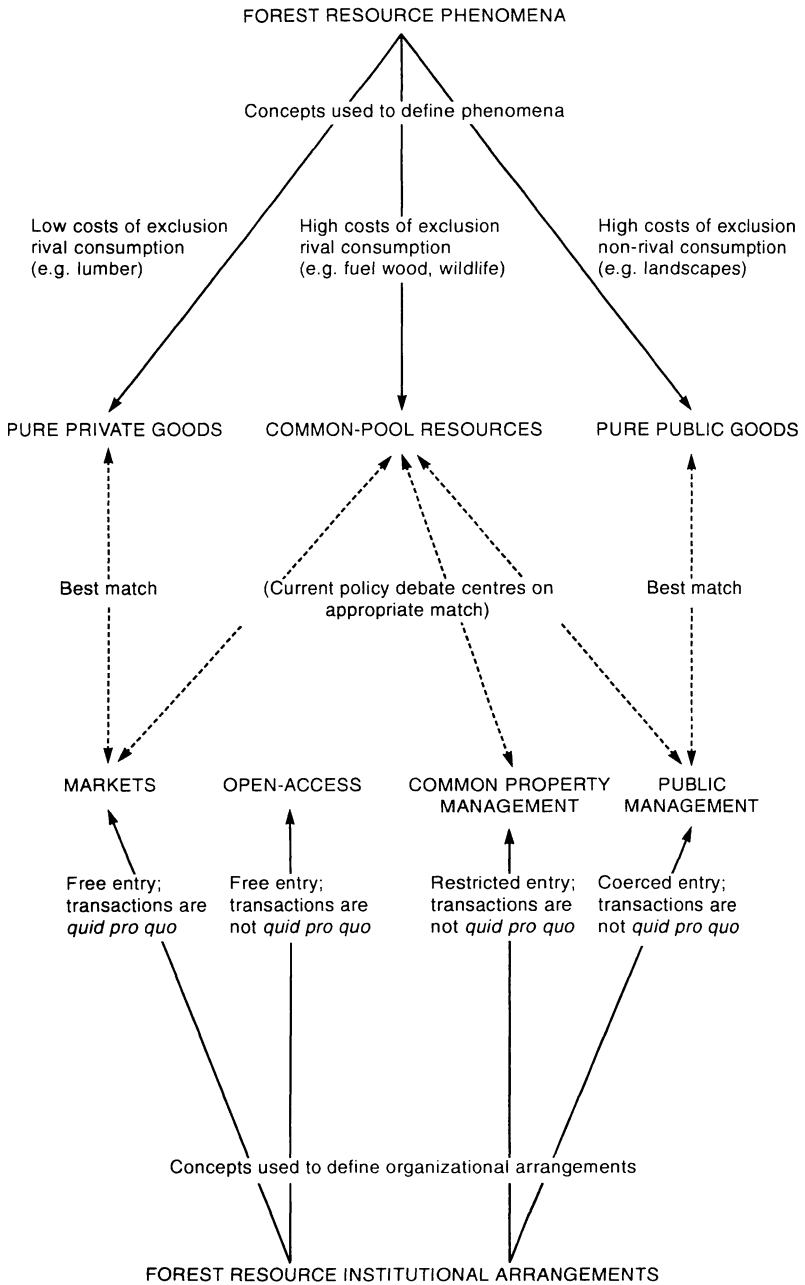 FOREST RESOURCE PHENOMENA
Concepts used to define phenomena
Low costs of exclusion
rival consumption
(e.g. lumber)
High costs of exclusion
rival consumption
(e.g. fuel wood, wildlife)
High costs of exclusion
non-rival consumption
(e.g. landscapes)
PURE PRIVATE GOODS
COMMON-POOL RESOURCES
PURE PUBLIC GOODS
Best match
(Current policy debate centres on
appropriate match)
Best match
MARKETS
OPEN-ACCESS
COMMON PROPERTY
MANAGEMENT
PUBLIC
MANAGEMENT
Free entry;
transactions are
quid pro quo
Free entry;
transactions are
not quid pro quo
Restricted entry;
transactions are
not quid pro quo
Coerced entry;
transactions are
not quid pro quo
Concepts used to define organizational arrangements
FOREST RESOURCE INSTITUTIONAL ARRANGEMENTS